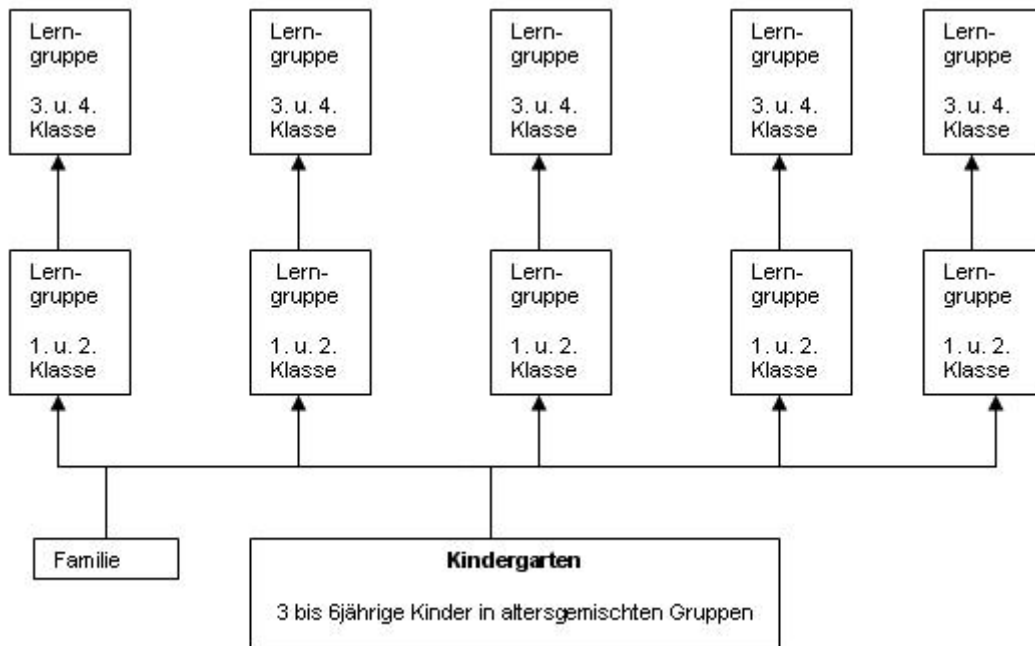 Lern-
gruppe
3. u. 4.
Klasse
Lern-
gruppe
3. u. 4.
Klasse
Lern-
gruppe
3. u. 4.
Klasse
Lern-
gruppe
3. u. 4.
Klasse
Lern-
gruppe
3. u. 4.
Klasse
Lern-
gruppe
1. u. 2.
Klasse
Lern-
gruppe
1. u. 2.
Klasse
Lern-
gruppe
1. u. 2.
Klasse
Lern-
gruppe
1. u. 2.
Klasse
Lern-
gruppe
1. u. 2.
Klasse
Familie
Kindergarten
3 bis 6jährige Kinder in altersgemischten Gruppen